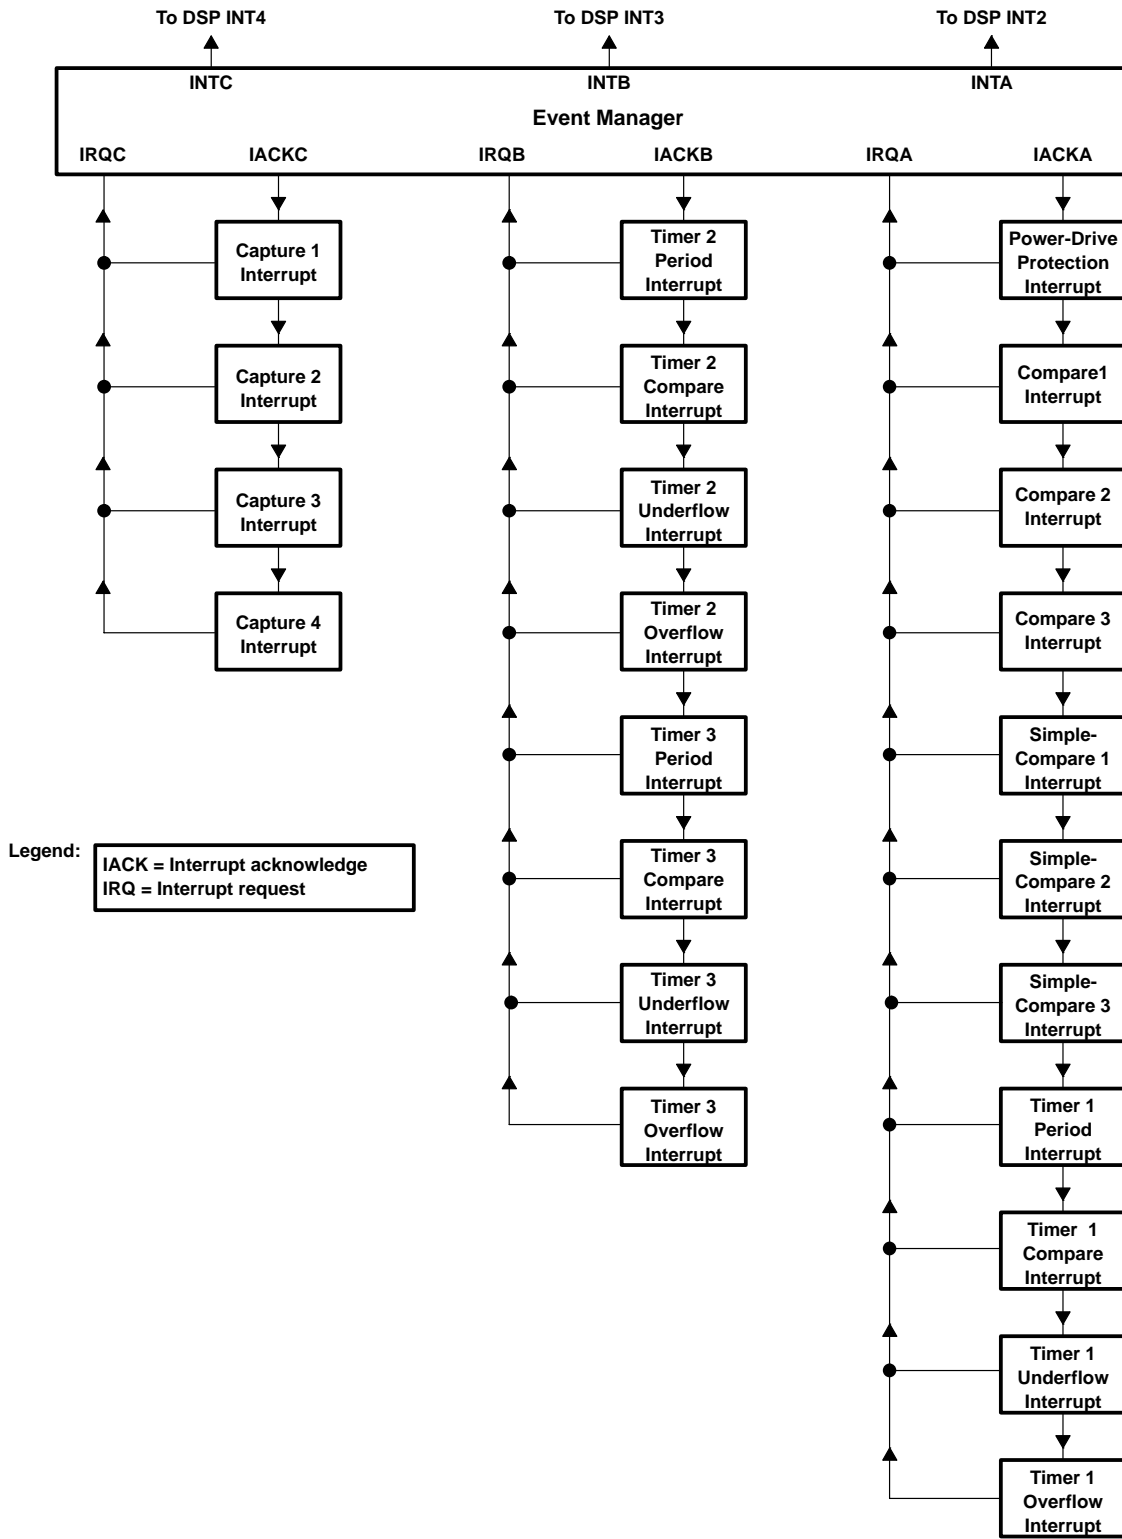 To DSP INT4
To DSP INT3
To DSP INT2
INTC
INTB
INTA
Event Manager
IRQC
IACKC
IRQB
IACKB
IRQA
IACKA
Capture 1
Interrupt
Capture 2
Interrupt
Capture 3
Interrupt
Capture 4
Interrupt
Timer 2
Period
Interrupt
Timer 2
Compare
Interrupt
Timer 2
Underflow
Interrupt
Timer 2
Overflow
Interrupt
Timer 3
Period
Interrupt
Timer 3
Compare
Interrupt
Timer 3
Underflow
Interrupt
Timer 3
Overflow
Interrupt
Power-Drive
Protection
Interrupt
Compare1
Interrupt
Compare 2
Interrupt
Compare 3
Interrupt
Simple-
Compare 1
Interrupt
Simple-
Compare 2
Interrupt
Simple-
Compare 3
Interrupt
Timer 1
Period
Interrupt
Timer 1
Compare
Interrupt
Timer 1
Underflow
Interrupt
Timer 1
Overflow
Interrupt
Legend:
IACK = Interrupt acknowledge
IRQ = Interrupt request